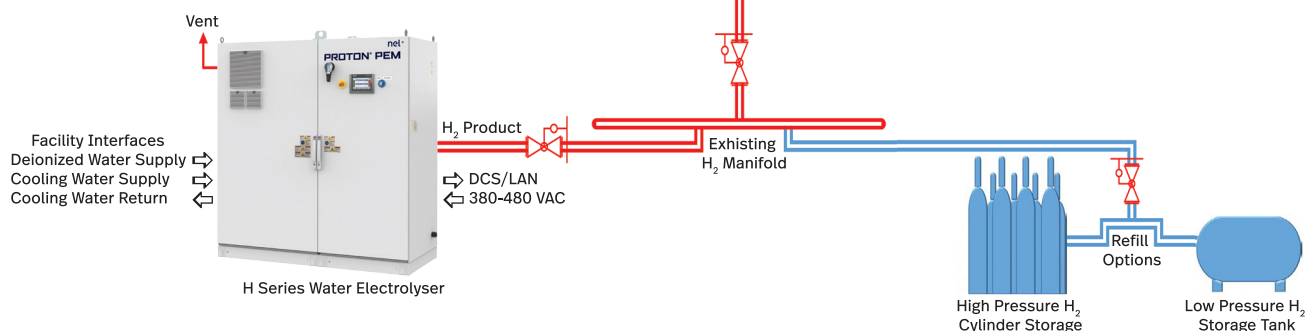 Vent
nel•
PROTON® PEM
Facility Interfaces
Deionized Water Supply
Cooling Water Supply
Cooling Water Return
H₂ Product
DCS/LAN
380-480 VAC
H Series Water Electrolyser
Exhisting
H₂ Manifold
Refill
Options
High Pressure H₂
Cylinder Storage
Low Pressure H₂
Storage Tank